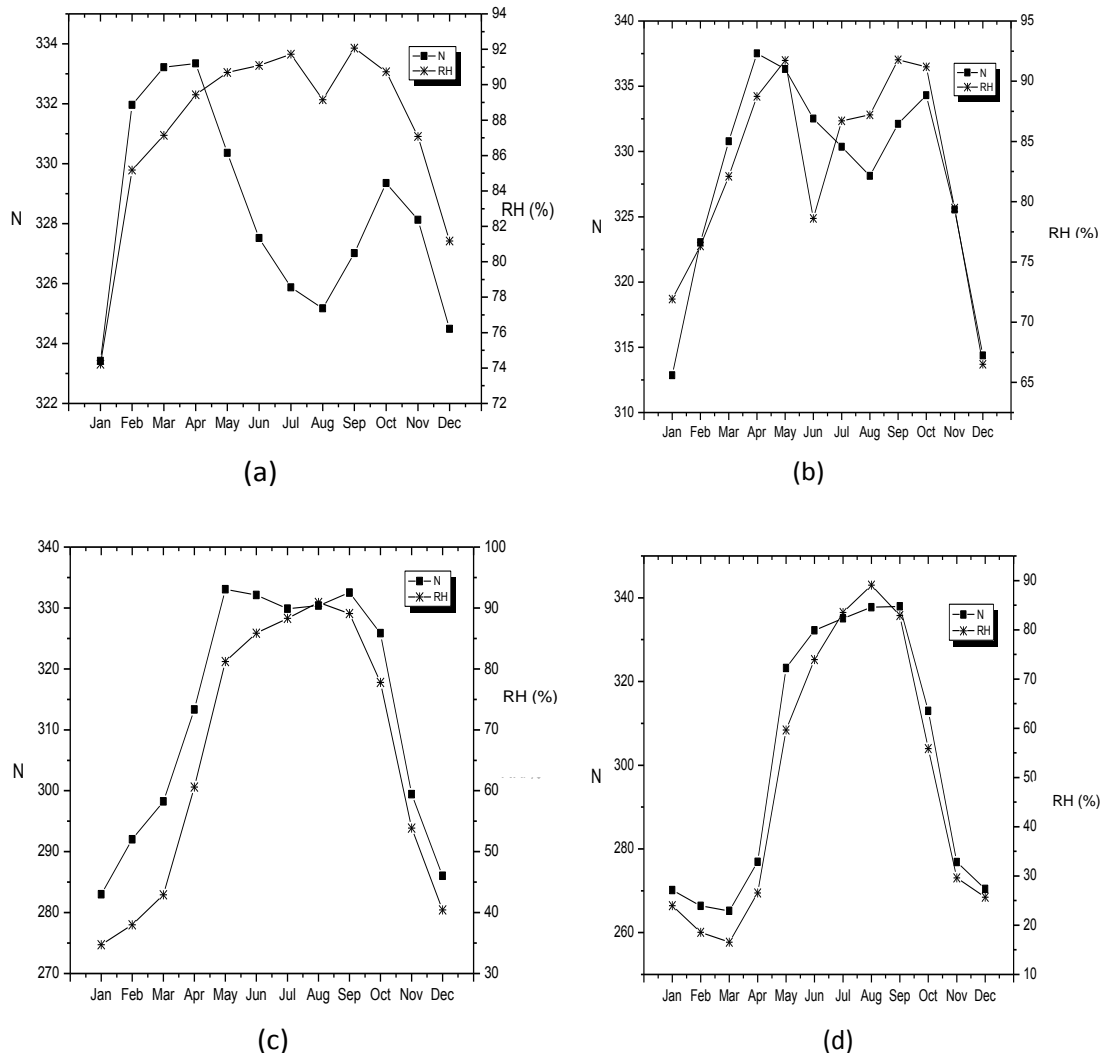 94
334
92
N
RH
90
332
88
86
330
84
N
RH (%)
328
82
80
326
78
76
324
74
322
72
Jan Feb Mar Apr May Jun Jul Aug Sep Oct Nov Dec
(a)
340
95
N
RH
335
90
330
85
325
80
N
RH (%)
320
75
70
315
65
310
Jan Feb Mar Apr May Jun Jul Aug Sep Oct Nov Dec
(b)
340
100
N
RH
330
90
320
80
RH (%)
310
70
N
300
60
290
50
280
40
270
30
Jan Feb Mar Apr May Jun Jul Aug Sep Oct Nov Dec
(c)
340
90
N
RH
80
320
70
60
300
N
50
RH (%)
40
280
30
260
20
10
Jan Feb Mar Apr May Jun Jul Aug Sep Oct Nov Dec
(d)